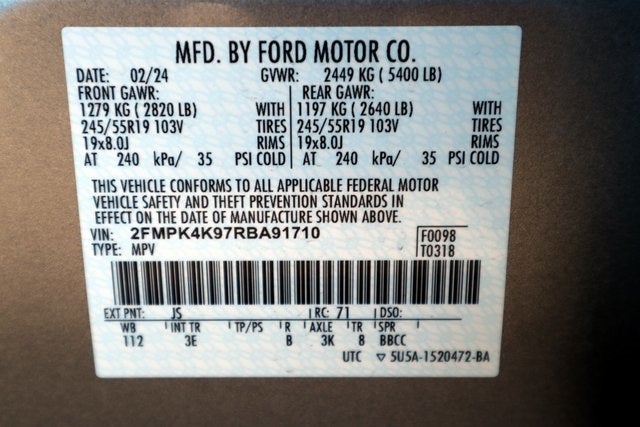 MFD. BY FORD MOTOR CO.
DATE: 02/24 GVWR: 2449 KG ( 5400 LB)
FRONT GAWR: REAR GAWR:
1279 KG ( 2820 LB) WITH 1197 KG ( 2640 LB) WITH
245/55R19 103V TIRES 245/55R19 103V TIRES
19x8.0J RIMS 19x8.0J RIMS
AT 240 kPa/ 35 PSI COLD AT 240 kPa/ 35 PSI COLD
THIS VEHICLE CONFORMS TO ALL APPLICABLE FEDERAL MOTOR
VEHICLE SAFETY AND THEFT PREVENTION STANDARDS IN
EFFECT ON THE DATE OF MANUFACTURE SHOWN ABOVE.
VIN: 2FMPK4K97RBA91710 F0098
TYPE: MPV T0318
EXT PNT: JS RC: 71 DSO:
WB INT TR TP/PS R AXLE TR SPR
112 3E B 3K 8 BBCC
UTC ▽ 5U5A-1520472-BA